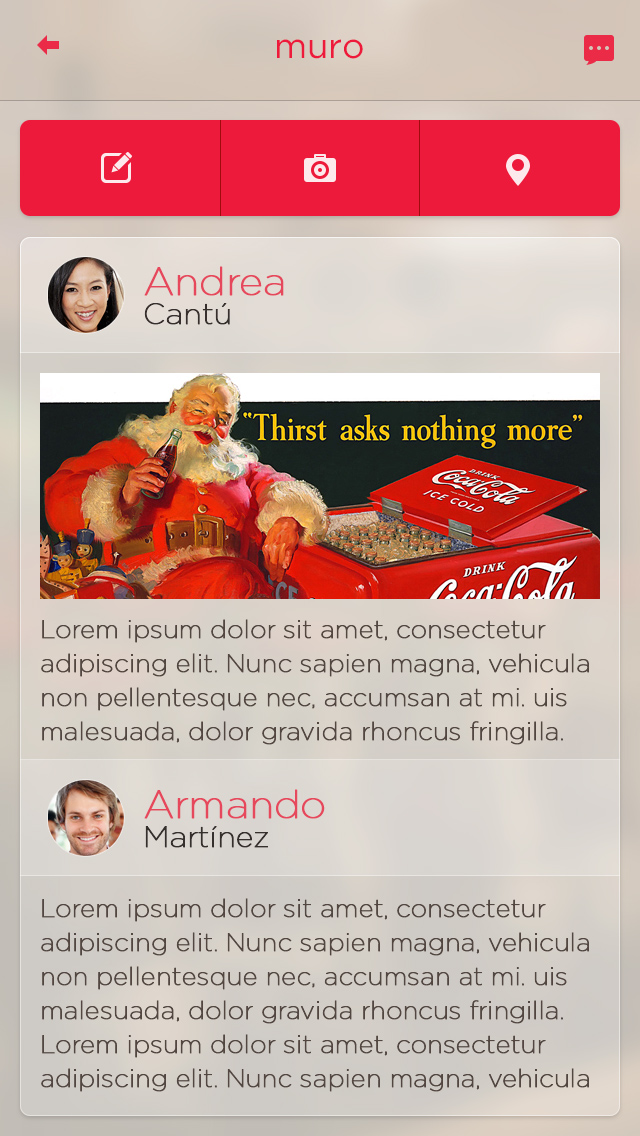 muro
Andrea
Cantú
"Thirst asks nothing more"
DRINK
Coca-Cola
ICE COLD
DRINK
Coca-Cola
Lorem ipsum dolor sit amet, consectetur
adipiscing elit. Nunc sapien magna, vehicula
non pellentesque nec, accumsan at mi. uis
malesuada, dolor gravida rhoncus fringilla.
Armando
Martínez
Lorem ipsum dolor sit amet, consectetur
adipiscing elit. Nunc sapien magna, vehicula
non pellentesque nec, accumsan at mi. uis
malesuada, dolor gravida rhoncus fringilla.
Lorem ipsum dolor sit amet, consectetur
adipiscing elit. Nunc sapien magna, vehicula